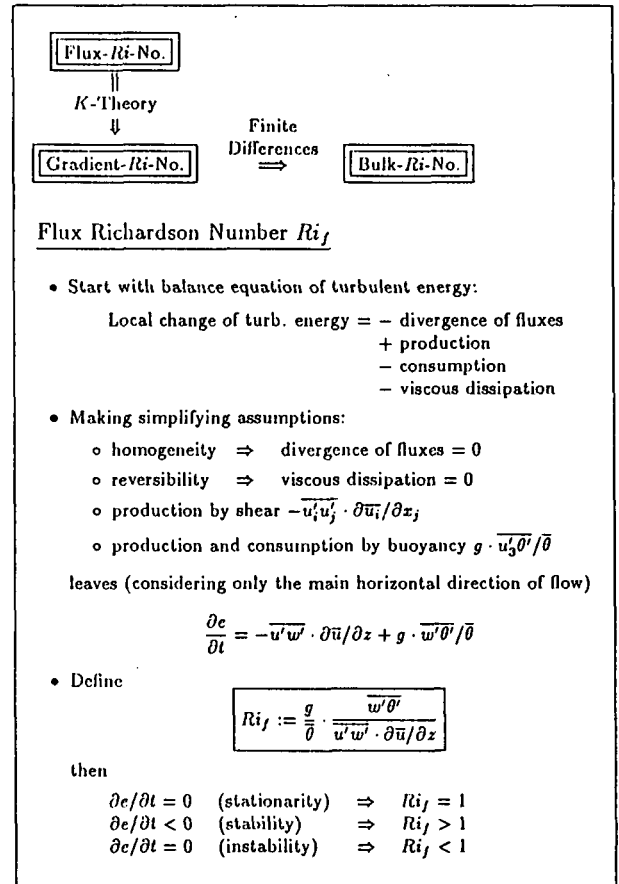 Flux-Ri-No.
K-Theory
⇓
Finite
Differences
Gradient-Ri-No. ⇒ Bulk-Ri-No.
Flux Richardson Number Ri_f
• Start with balance equation of turbulent energy:
Local change of turb. energy = − divergence of fluxes
+ production
− consumption
− viscous dissipation
• Making simplifying assumptions:
∘ homogeneity ⇒ divergence of fluxes = 0
∘ reversibility ⇒ viscous dissipation = 0
∘ production by shear −\overline{u'_i u'_j} · ∂\overline{u_i}/∂x_j
∘ production and consumption by buoyancy g · \overline{u'_3 θ'}/\overline{θ}
leaves (considering only the main horizontal direction of flow)
∂e/∂t = −\overline{u'w'} · ∂\overline{u}/∂z + g · \overline{w'θ'}/\overline{θ}
• Define
Ri_f := g/\overline{θ} · \overline{w'θ'}/(\overline{u'w'} · ∂\overline{u}/∂z)
then
∂e/∂t = 0 (stationarity) ⇒ Ri_f = 1
∂e/∂t < 0 (stability) ⇒ Ri_f > 1
∂e/∂t = 0 (instability) ⇒ Ri_f < 1